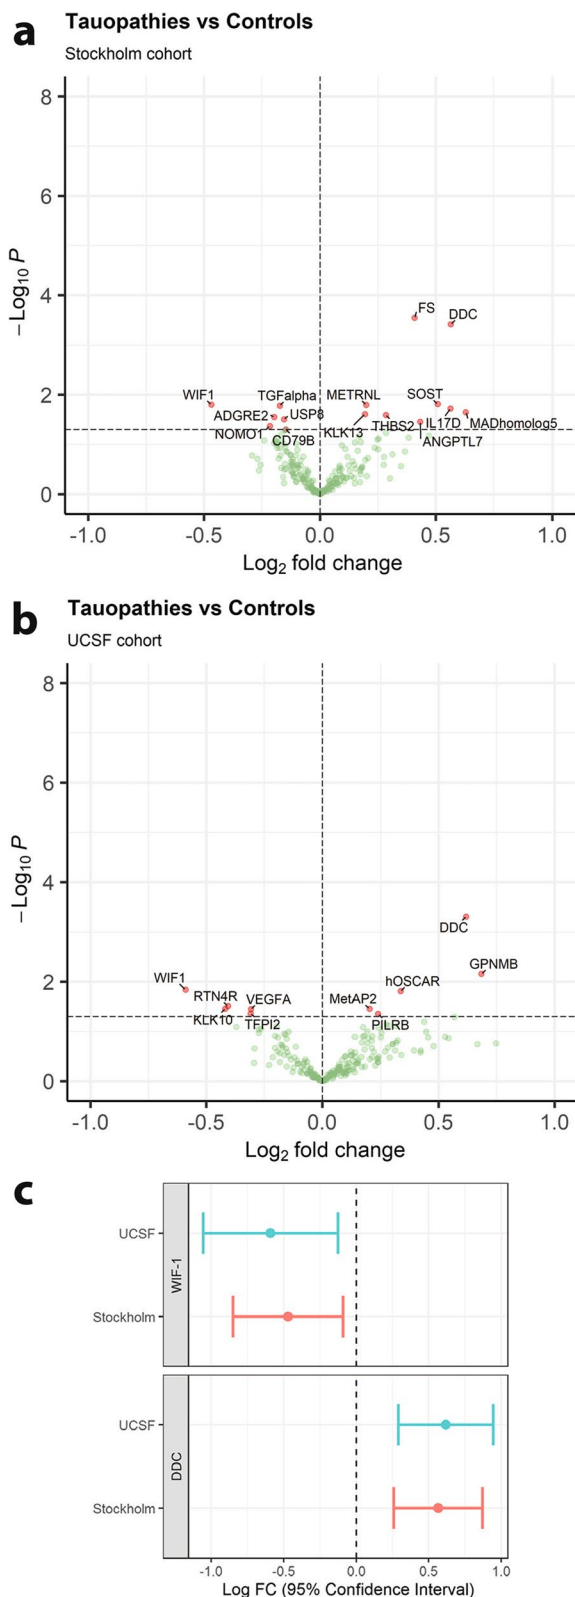 a
Tauopathies vs Controls
Stockholm cohort
8
6
4
2
0
−Log10 P
FS
DDC
WIF1
TGFalpha
METRNL
SOST
ADGRE2
USP8
NOMO1
CD79B
KLK13
THBS2
IL17D
MADhomolog5
ANGPTL7
-1.0 -0.5 0.0 0.5 1.0
Log2 fold change
b
Tauopathies vs Controls
UCSF cohort
8
6
4
2
0
−Log10 P
DDC
GPNMB
WIF1
hOSCAR
RTN4R
VEGFA
MetAP2
KLK10
TFPI2
PILRB
-1.0 -0.5 0.0 0.5 1.0
Log2 fold change
c
WIF-1
UCSF
Stockholm
DDC
UCSF
Stockholm
-1.0 -0.5 0.0 0.5 1.0
Log FC (95% Confidence Interval)